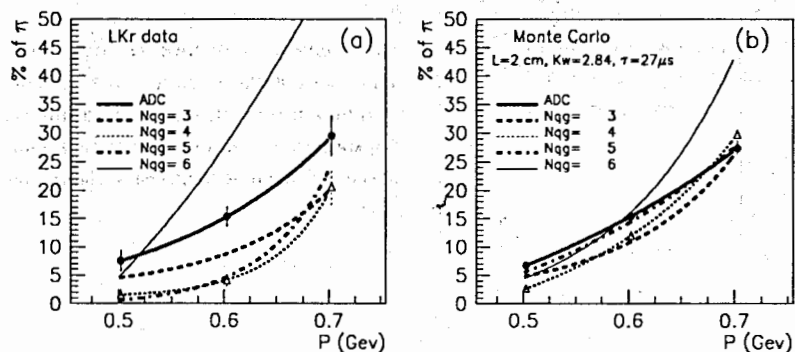 % of π
50
45
40
35
30
25
20
15
10
5
0
LKr data
(a)
ADC
Nqg= 3
Nqg= 4
Nqg= 5
Nqg= 6
0.5
0.6
0.7
P (Gev)
% of π
50
45
40
35
30
25
20
15
10
5
0
Monte Carlo
(b)
L=2 cm, Kw=2.84, τ=27μs
ADC
Nqg= 3
Nqg= 4
Nqg= 5
Nqg= 6
0.5
0.6
0.7
P (Gev)